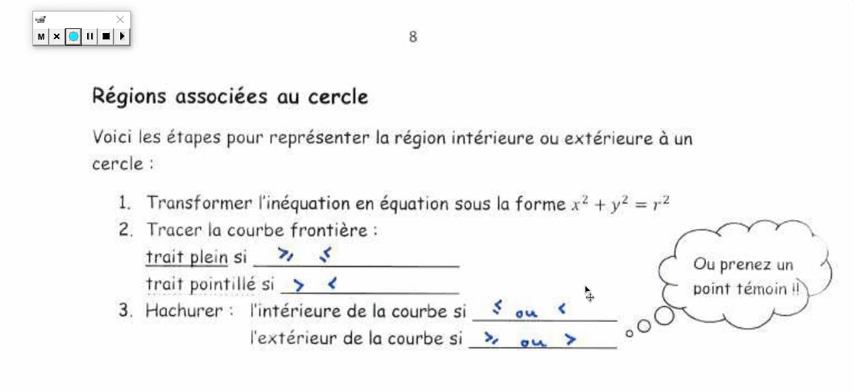 M
8
Régions associées au cercle
Voici les étapes pour représenter la région intérieure ou extérieure à un
cercle :
1. Transformer l'inéquation en équation sous la forme x² + y² = r²
2. Tracer la courbe frontière :
trait plein si ≥, ≤
trait pointillé si > <
3. Hachurer : l'intérieure de la courbe si ≤ ou <
l'extérieur de la courbe si ≥, ou >
Ou prenez un
point témoin !!